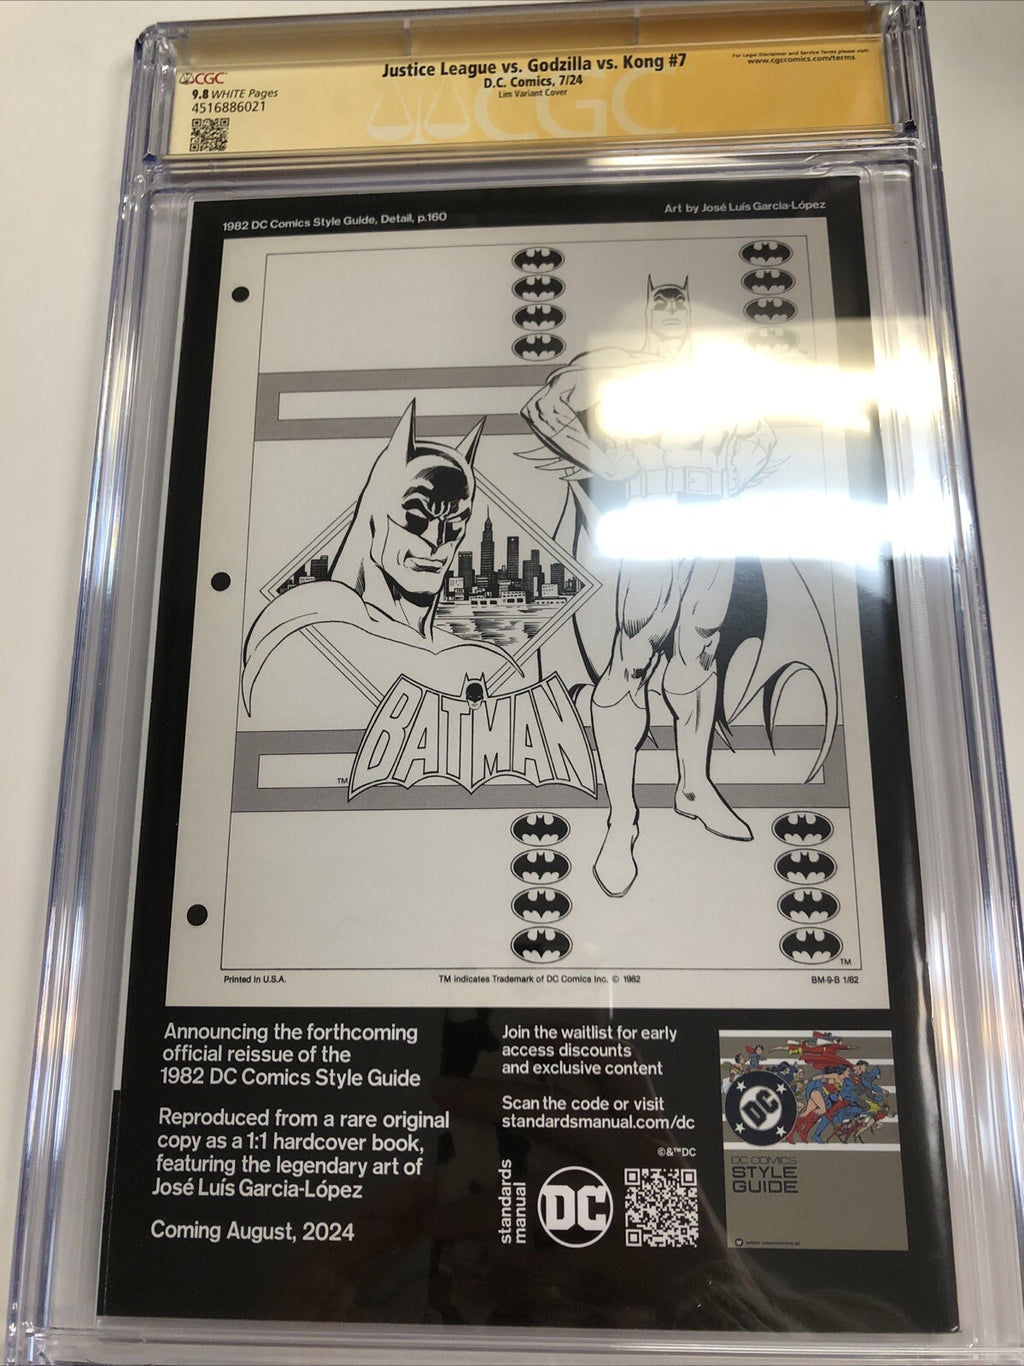 CGC
9.8 WHITE Pages
4516886021
Justice League vs. Godzilla vs. Kong #7
D.C. Comics, 7/24
Lim Variant Cover
For Legal Disclaimer and Service Terms please visit:
www.cgccomics.com/terms
CGC
1982 DC Comics Style Guide, Detail, p.160
Art by José Luís Garcia-López
BATMAN
TM
TM
Printed in U.S.A.
TM indicates Trademark of DC Comics Inc. © 1982
BM-9-B 1/82
Announcing the forthcoming
official reissue of the
1982 DC Comics Style Guide
Reproduced from a rare original
copy as a 1:1 hardcover book,
featuring the legendary art of
José Luís Garcia-López
Coming August, 2024
Join the waitlist for early
access discounts
and exclusive content
Scan the code or visit
standardsmanual.com/dc
©&™DC
standards
manual
DC
DC
DC COMICS
STYLE
GUIDE